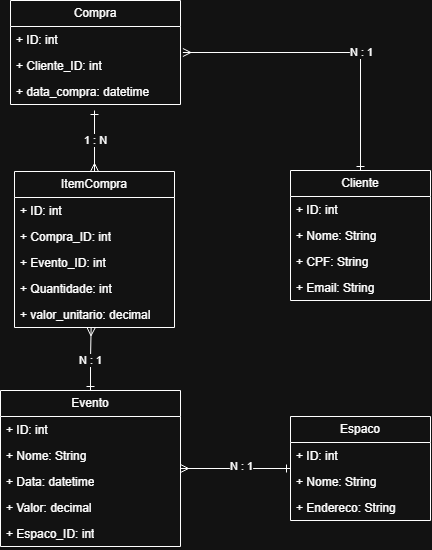 Compra
+ ID: int
+ Cliente_ID: int
+ data_compra: datetime
N : 1
1 : N
ItemCompra
+ ID: int
+ Compra_ID: int
+ Evento_ID: int
+ Quantidade: int
+ valor_unitario: decimal
Cliente
+ ID: int
+ Nome: String
+ CPF: String
+ Email: String
N : 1
Evento
+ ID: int
+ Nome: String
+ Data: datetime
+ Valor: decimal
+ Espaco_ID: int
N : 1
Espaco
+ ID: int
+ Nome: String
+ Endereco: String